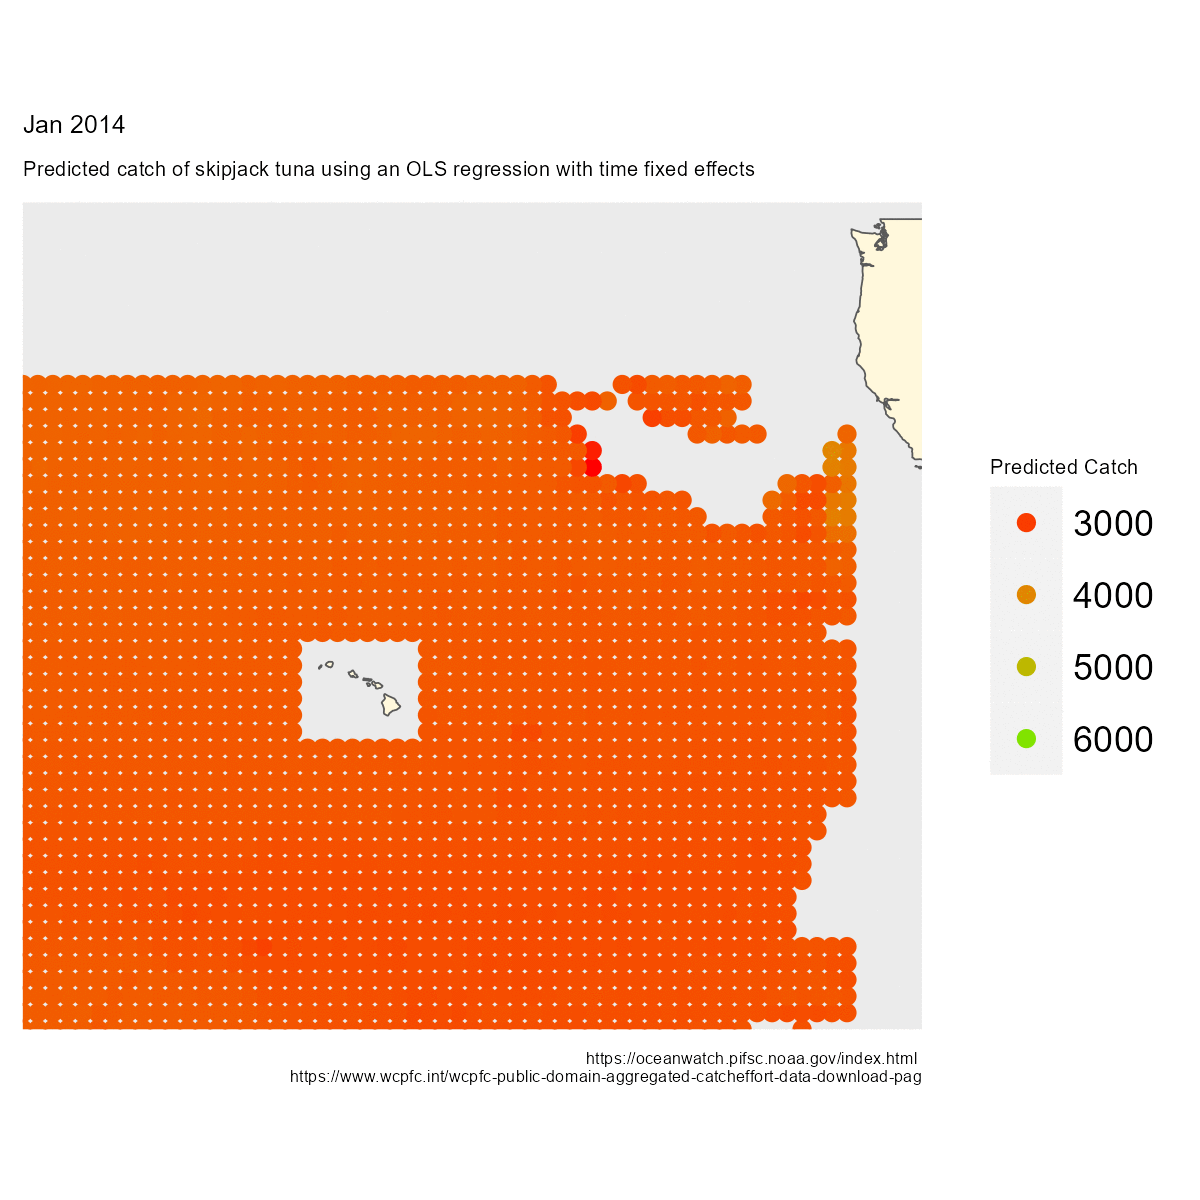 Jan 2014
Predicted catch of skipjack tuna using an OLS regression with time fixed effects
Predicted Catch
3000
4000
5000
6000
https://oceanwatch.pifsc.noaa.gov/index.html
https://www.wcpfc.int/wcpfc-public-domain-aggregated-catcheffort-data-download-pag